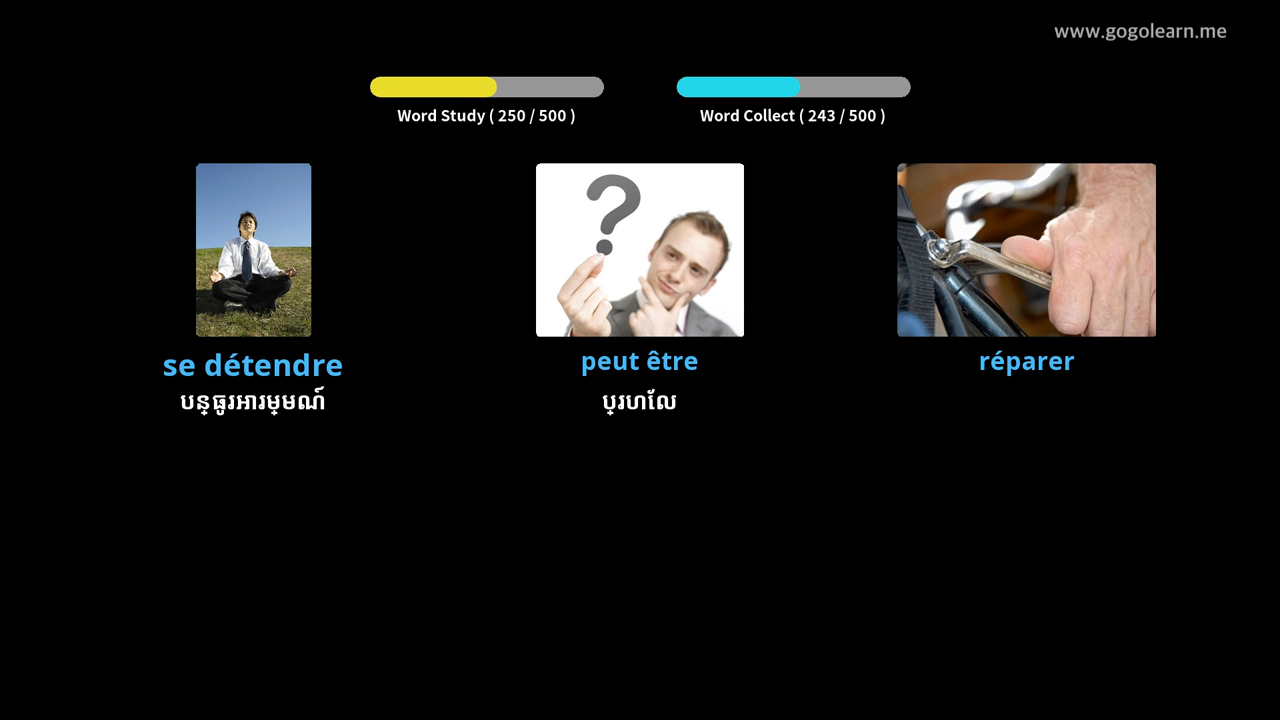 www.gogolearn.me
Word Study ( 250 / 500 )
Word Collect ( 243 / 500 )
se détendre
peut être
réparer
បន្ធូរអារម្មណ៍
ប្រហែល